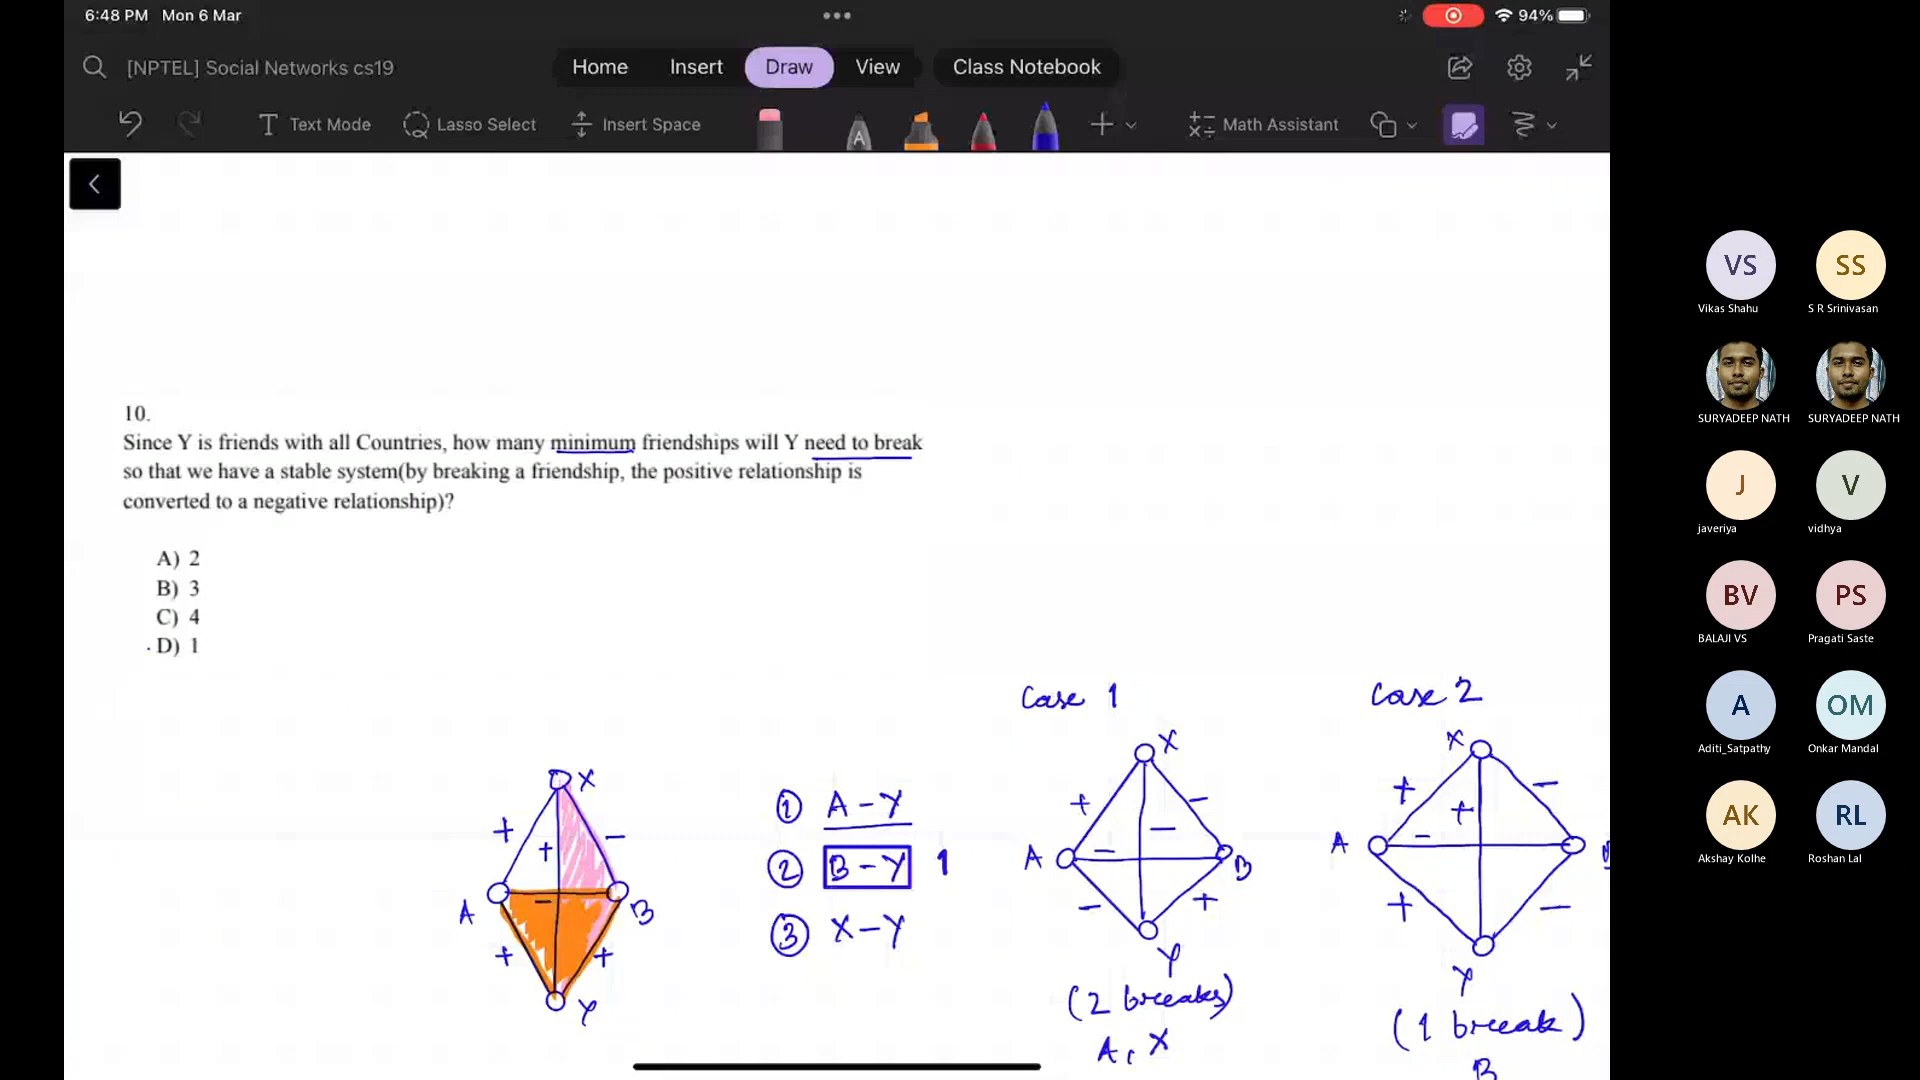 6:48 PM Mon 6 Mar
94%
[NPTEL] Social Networks cs19
Home Insert Draw View Class Notebook
Text Mode Lasso Select Insert Space A Math Assistant
10.
Since Y is friends with all Countries, how many minimum friendships will Y need to break
so that we have a stable system(by breaking a friendship, the positive relationship is
converted to a negative relationship)?
A) 2
B) 3
C) 4
D) 1
Case 1
Case 2
X
+ −
+
A − B
+ +
Y
① A − Y
② B − Y 1
③ X − Y
X
+ −
−
A − B
− +
Y
(2 breaks)
A, X
X
+ −
+
A −
+ −
Y
(1 break)
B
VS SS
Vikas Shahu S R Srinivasan
SURYADEEP NATH SURYADEEP NATH
J V
javeriya vidhya
BV PS
BALAJI VS Pragati Saste
A OM
Aditi_Satpathy Onkar Mandal
AK RL
Akshay Kolhe Roshan Lal